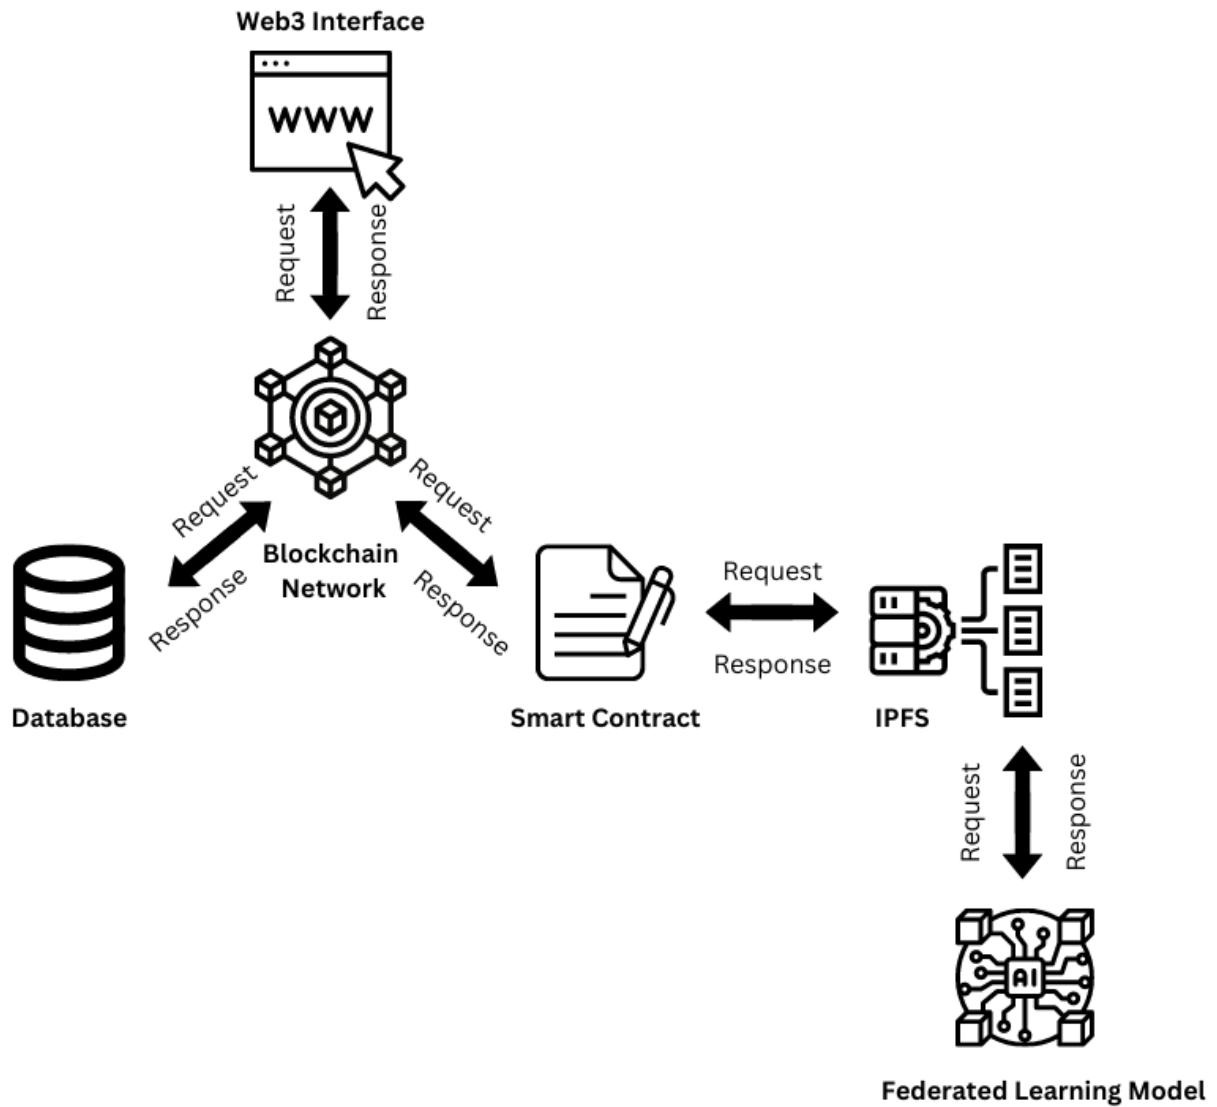 Web3 Interface
WWW
Request
Response
Request
Request
Blockchain
Network
Response
Response
Request
Response
Database
Smart Contract
IPFS
Request
Response
AI
Federated Learning Model